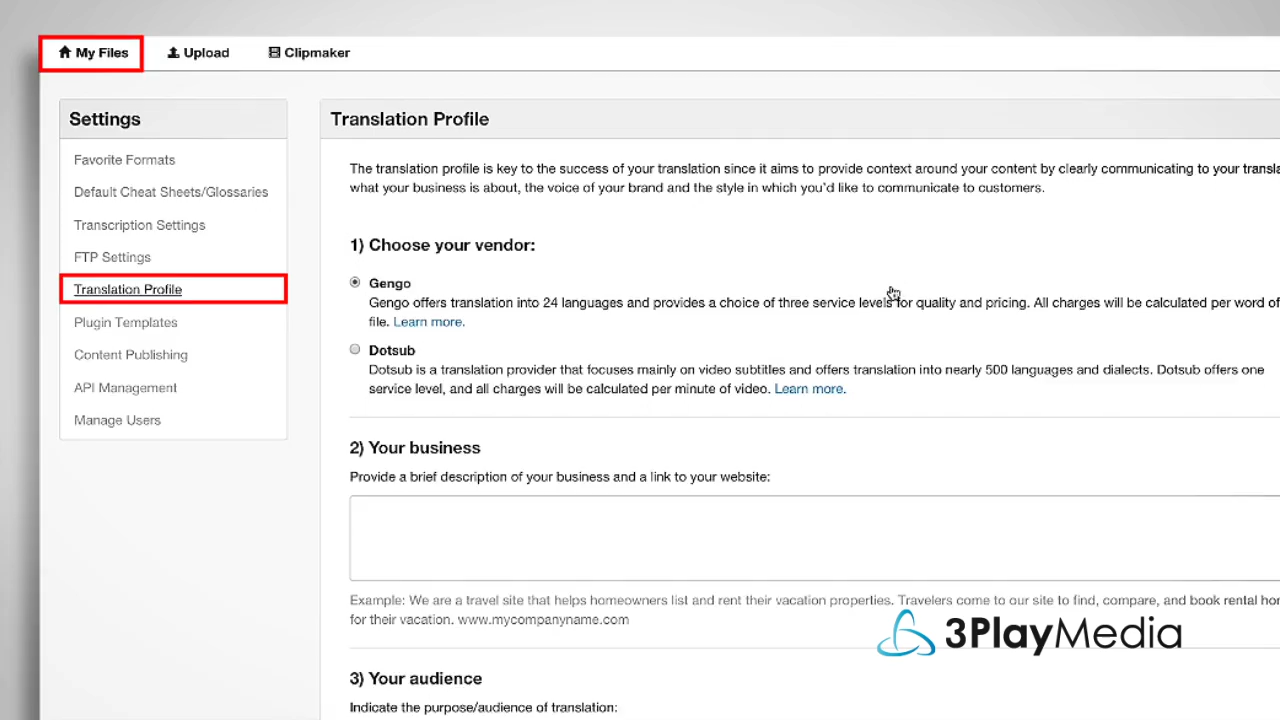 My Files
Upload
Clipmaker
Settings
Favorite Formats
Default Cheat Sheets/Glossaries
Transcription Settings
FTP Settings
Translation Profile
Plugin Templates
Content Publishing
API Management
Manage Users
Translation Profile
The translation profile is key to the success of your translation since it aims to provide context around your content by clearly communicating to your transla
what your business is about, the voice of your brand and the style in which you'd like to communicate to customers.
1) Choose your vendor:
Gengo
Gengo offers translation into 24 languages and provides a choice of three service levels for quality and pricing. All charges will be calculated per word of
file. Learn more.
Dotsub
Dotsub is a translation provider that focuses mainly on video subtitles and offers translation into nearly 500 languages and dialects. Dotsub offers one
service level, and all charges will be calculated per minute of video. Learn more.
2) Your business
Provide a brief description of your business and a link to your website:
Example: We are a travel site that helps homeowners list and rent their vacation properties. Travelers come to our site to find, compare, and book rental hom
for their vacation. www.mycompanyname.com
3PlayMedia
3) Your audience
Indicate the purpose/audience of translation: